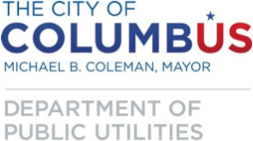 THE CITY OF
COLUMBUS
MICHAEL B. COLEMAN, MAYOR
DEPARTMENT OF
PUBLIC UTILITIES